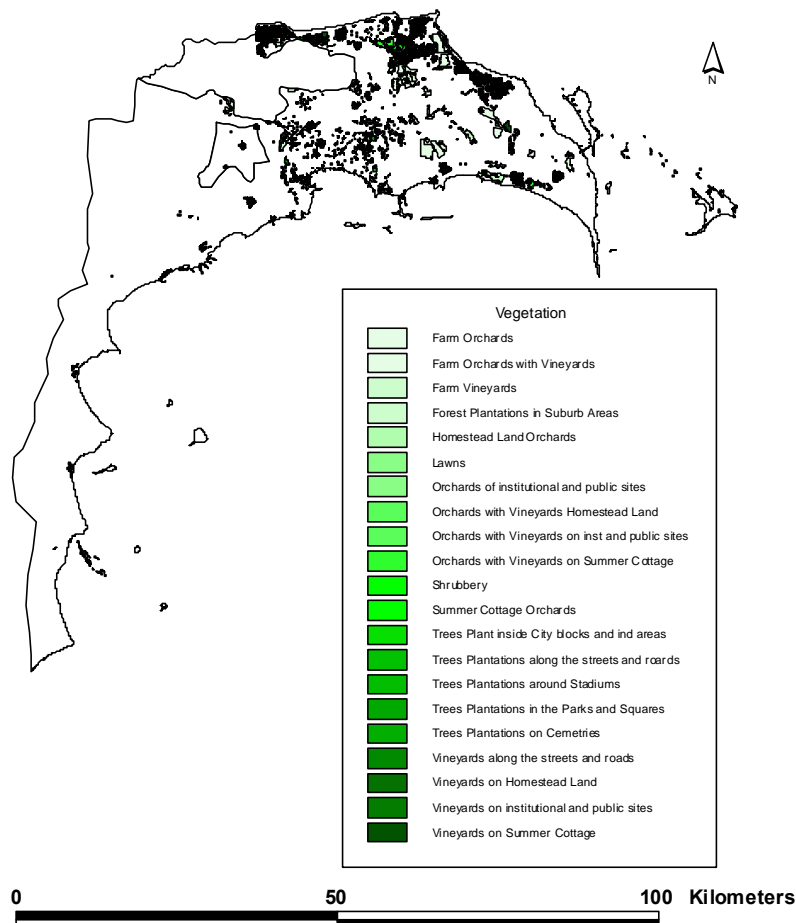 N
Vegetation
Farm Orchards
Farm Orchards with Vineyards
Farm Vineyards
Forest Plantations in Suburb Areas
Homestead Land Orchards
Lawns
Orchards of institutional and public sites
Orchards with Vineyards Homestead Land
Orchards with Vineyards on inst and public sites
Orchards with Vineyards on Summer Cottage
Shrubbery
Summer Cottage Orchards
Trees Plant inside City blocks and ind areas
Trees Plantations along the streets and roards
Trees Plantations around Stadiums
Trees Plantations in the Parks and Squares
Trees Plantations on Cemetries
Vineyards along the streets and roads
Vineyards on Homestead Land
Vineyards on institutional and public sites
Vineyards on Summer Cottage
0 50 100 Kilometers